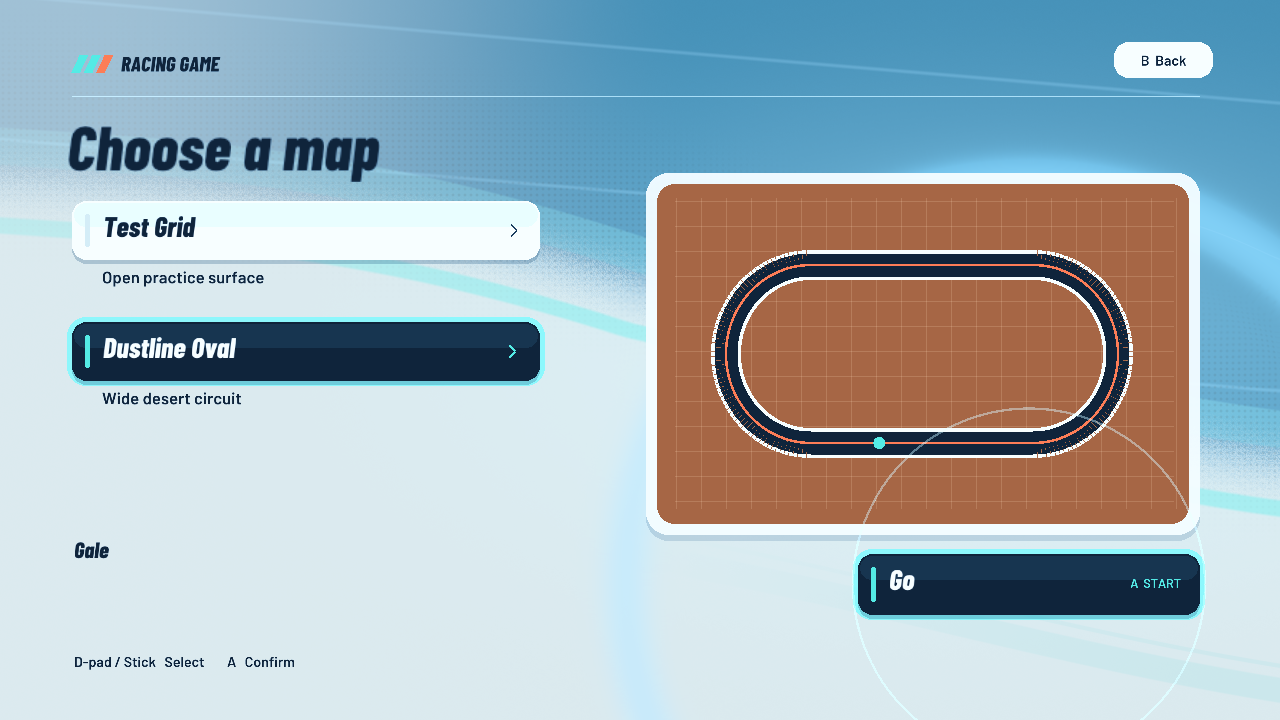 RACING GAME
B Back
Choose a map
Test Grid
Open practice surface
Dustline Oval
Wide desert circuit
Gale
Go
A START
D-pad / Stick Select A Confirm